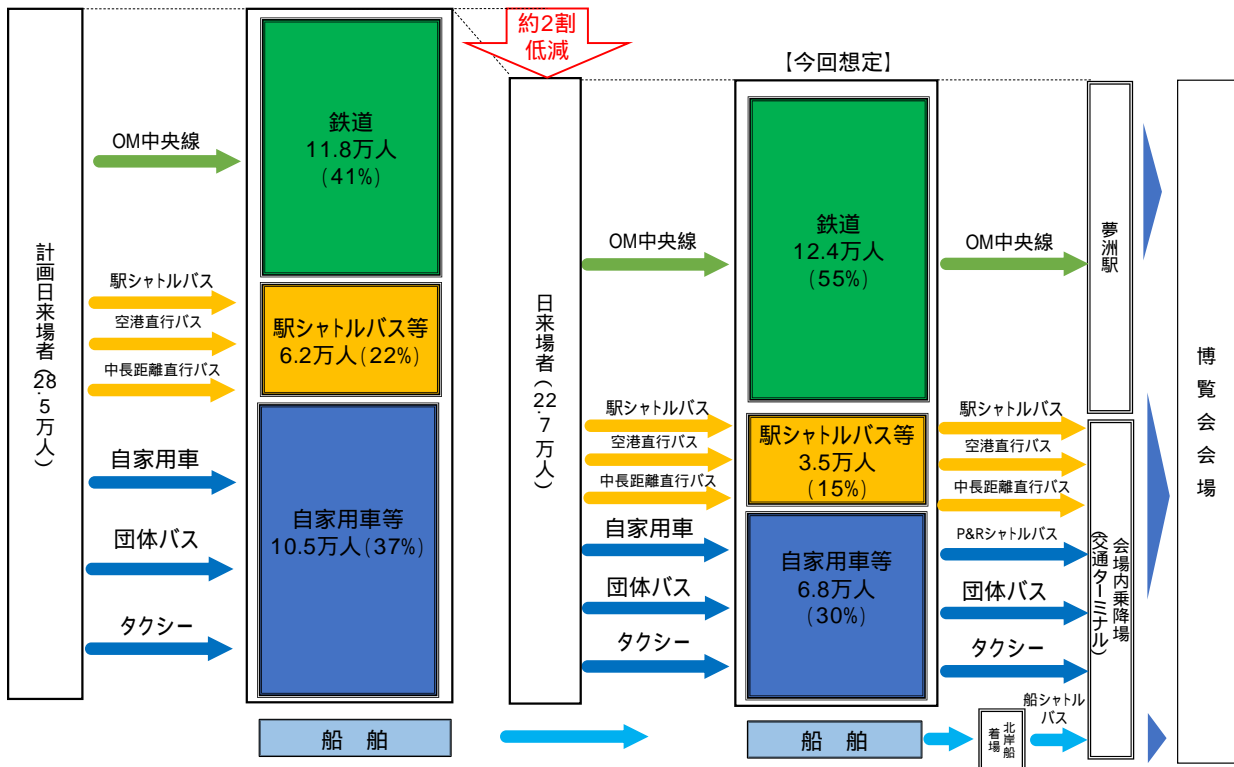 約2割
低減
【今回想定】
計画日来場者(28.5万人)
OM中央線
駅シャトルバス
空港直行バス
中長距離直行バス
自家用車
団体バス
タクシー
鉄道
11.8万人
(41%)
駅シャトルバス等
6.2万人(22%)
自家用車等
10.5万人(37%)
船舶
日来場者(22.7万人)
OM中央線
駅シャトルバス
空港直行バス
中長距離直行バス
自家用車
団体バス
タクシー
鉄道
12.4万人
(55%)
駅シャトルバス等
3.5万人
(15%)
自家用車等
6.8万人
(30%)
船舶
OM中央線
駅シャトルバス
空港直行バス
中長距離直行バス
P&Rシャトルバス
団体バス
タクシー
船シャトル
バス
北岸船
着場
夢洲駅
会場内乗降場
(交通ターミナル)
博覧会会場